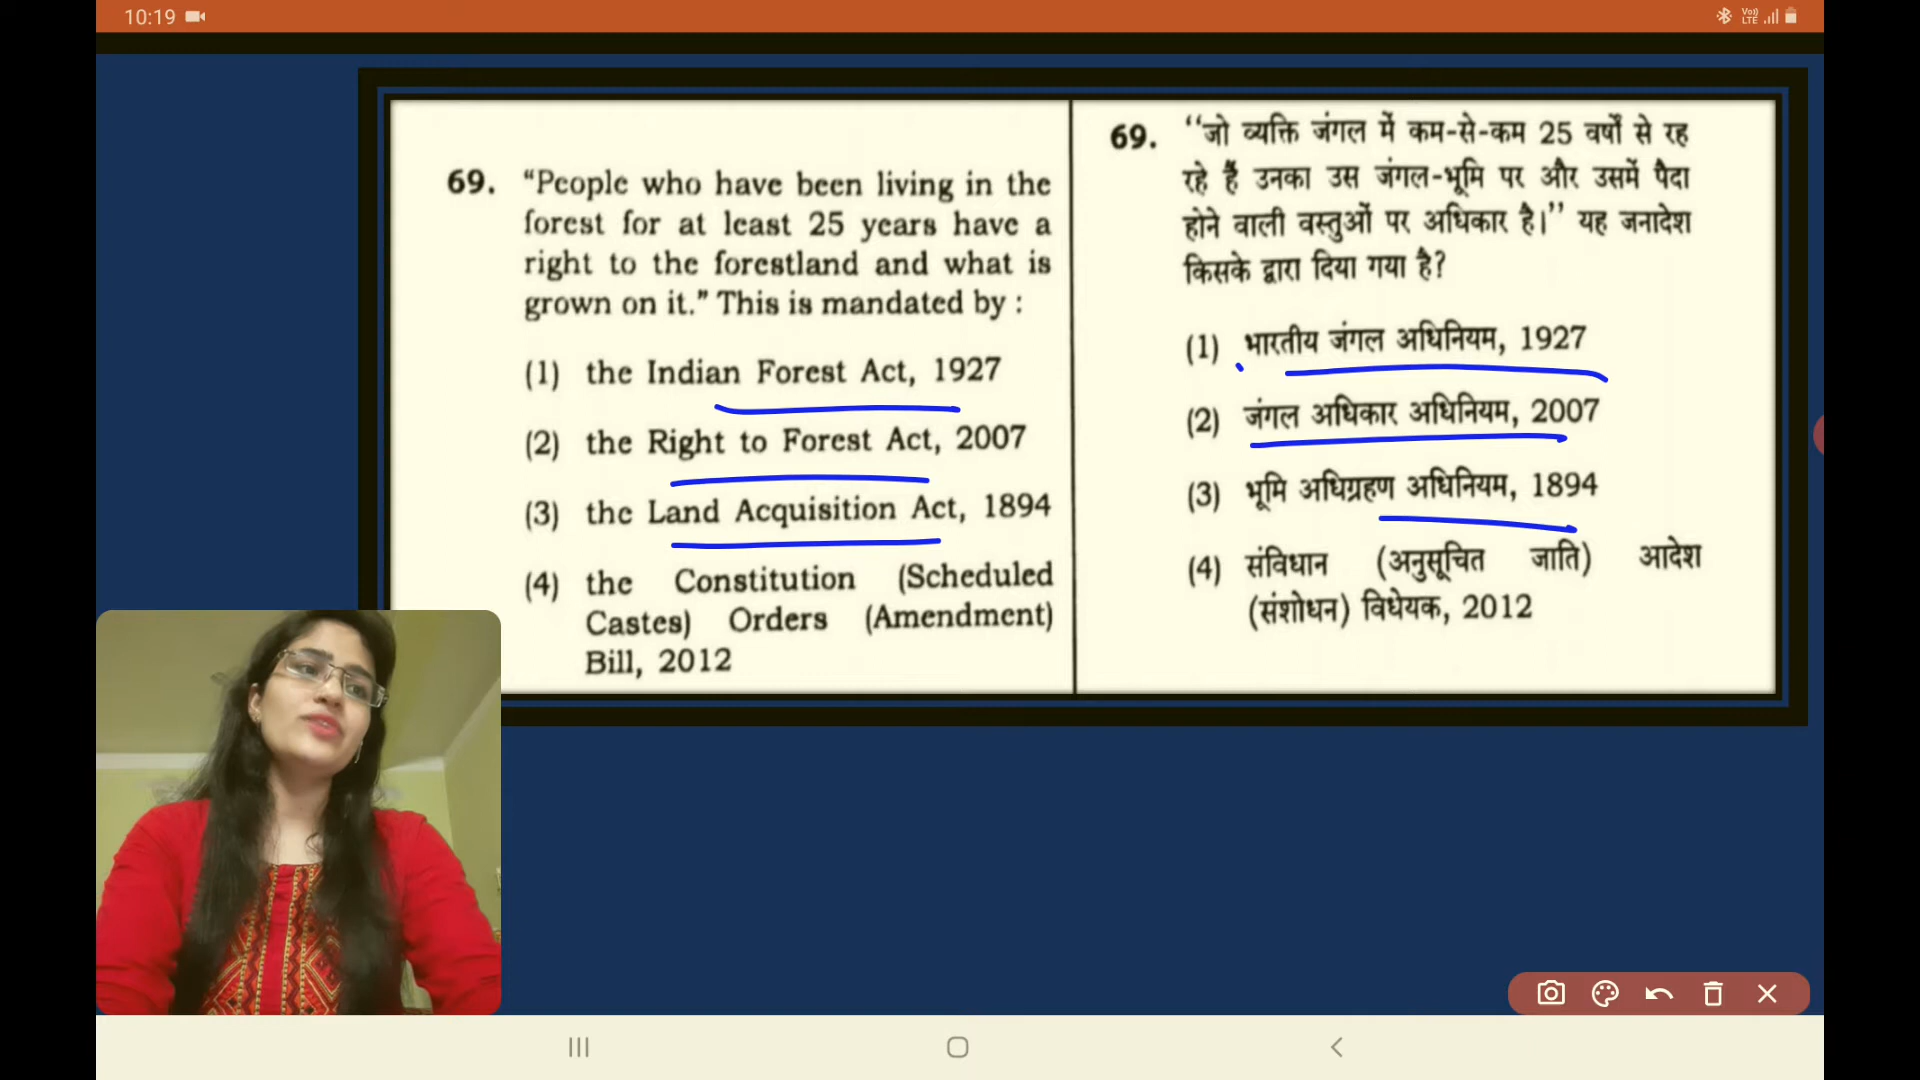 10:19
Vo)) LTE
69. “People who have been living in the
forest for at least 25 years have a
right to the forestland and what is
grown on it.” This is mandated by :
(1) the Indian Forest Act, 1927
(2) the Right to Forest Act, 2007
(3) the Land Acquisition Act, 1894
(4) the Constitution (Scheduled
Castes) Orders (Amendment)
Bill, 2012
69. ‘‘जो व्यक्ति जंगल में कम-से-कम 25 वर्षों से रह
रहे हैं उनका उस जंगल-भूमि पर और उसमें पैदा
होने वाली वस्तुओं पर अधिकार है।’’ यह जनादेश
किसके द्वारा दिया गया है?
(1) भारतीय जंगल अधिनियम, 1927
(2) जंगल अधिकार अधिनियम, 2007
(3) भूमि अधिग्रहण अधिनियम, 1894
(4) संविधान (अनुसूचित जाति) आदेश
(संशोधन) विधेयक, 2012